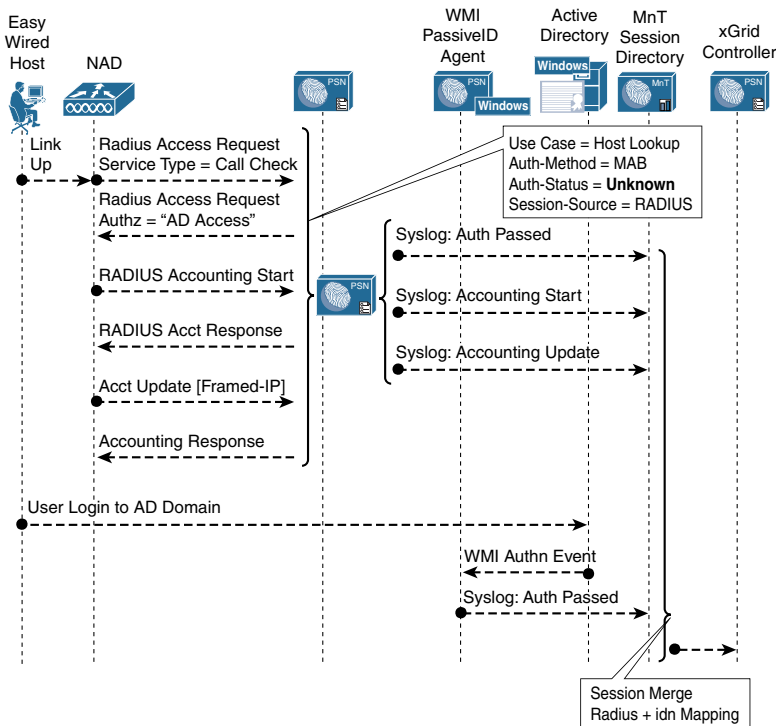 Easy
Wired
Host
NAD
WMI
PassiveID
Agent
Active
Directory
MnT
Session
Directory
xGrid
Controller
PSN
PSN
Windows
Windows
MnT
PSN
Link
Up
Radius Access Request
Service Type = Call Check
Radius Access Request
Authz = “AD Access”
RADIUS Accounting Start
RADIUS Acct Response
Acct Update [Framed-IP]
Accounting Response
PSN
Use Case = Host Lookup
Auth-Method = MAB
Auth-Status = Unknown
Session-Source = RADIUS
Syslog: Auth Passed
Syslog: Accounting Start
Syslog: Accounting Update
User Login to AD Domain
WMI Authn Event
Syslog: Auth Passed
Session Merge
Radius + idn Mapping